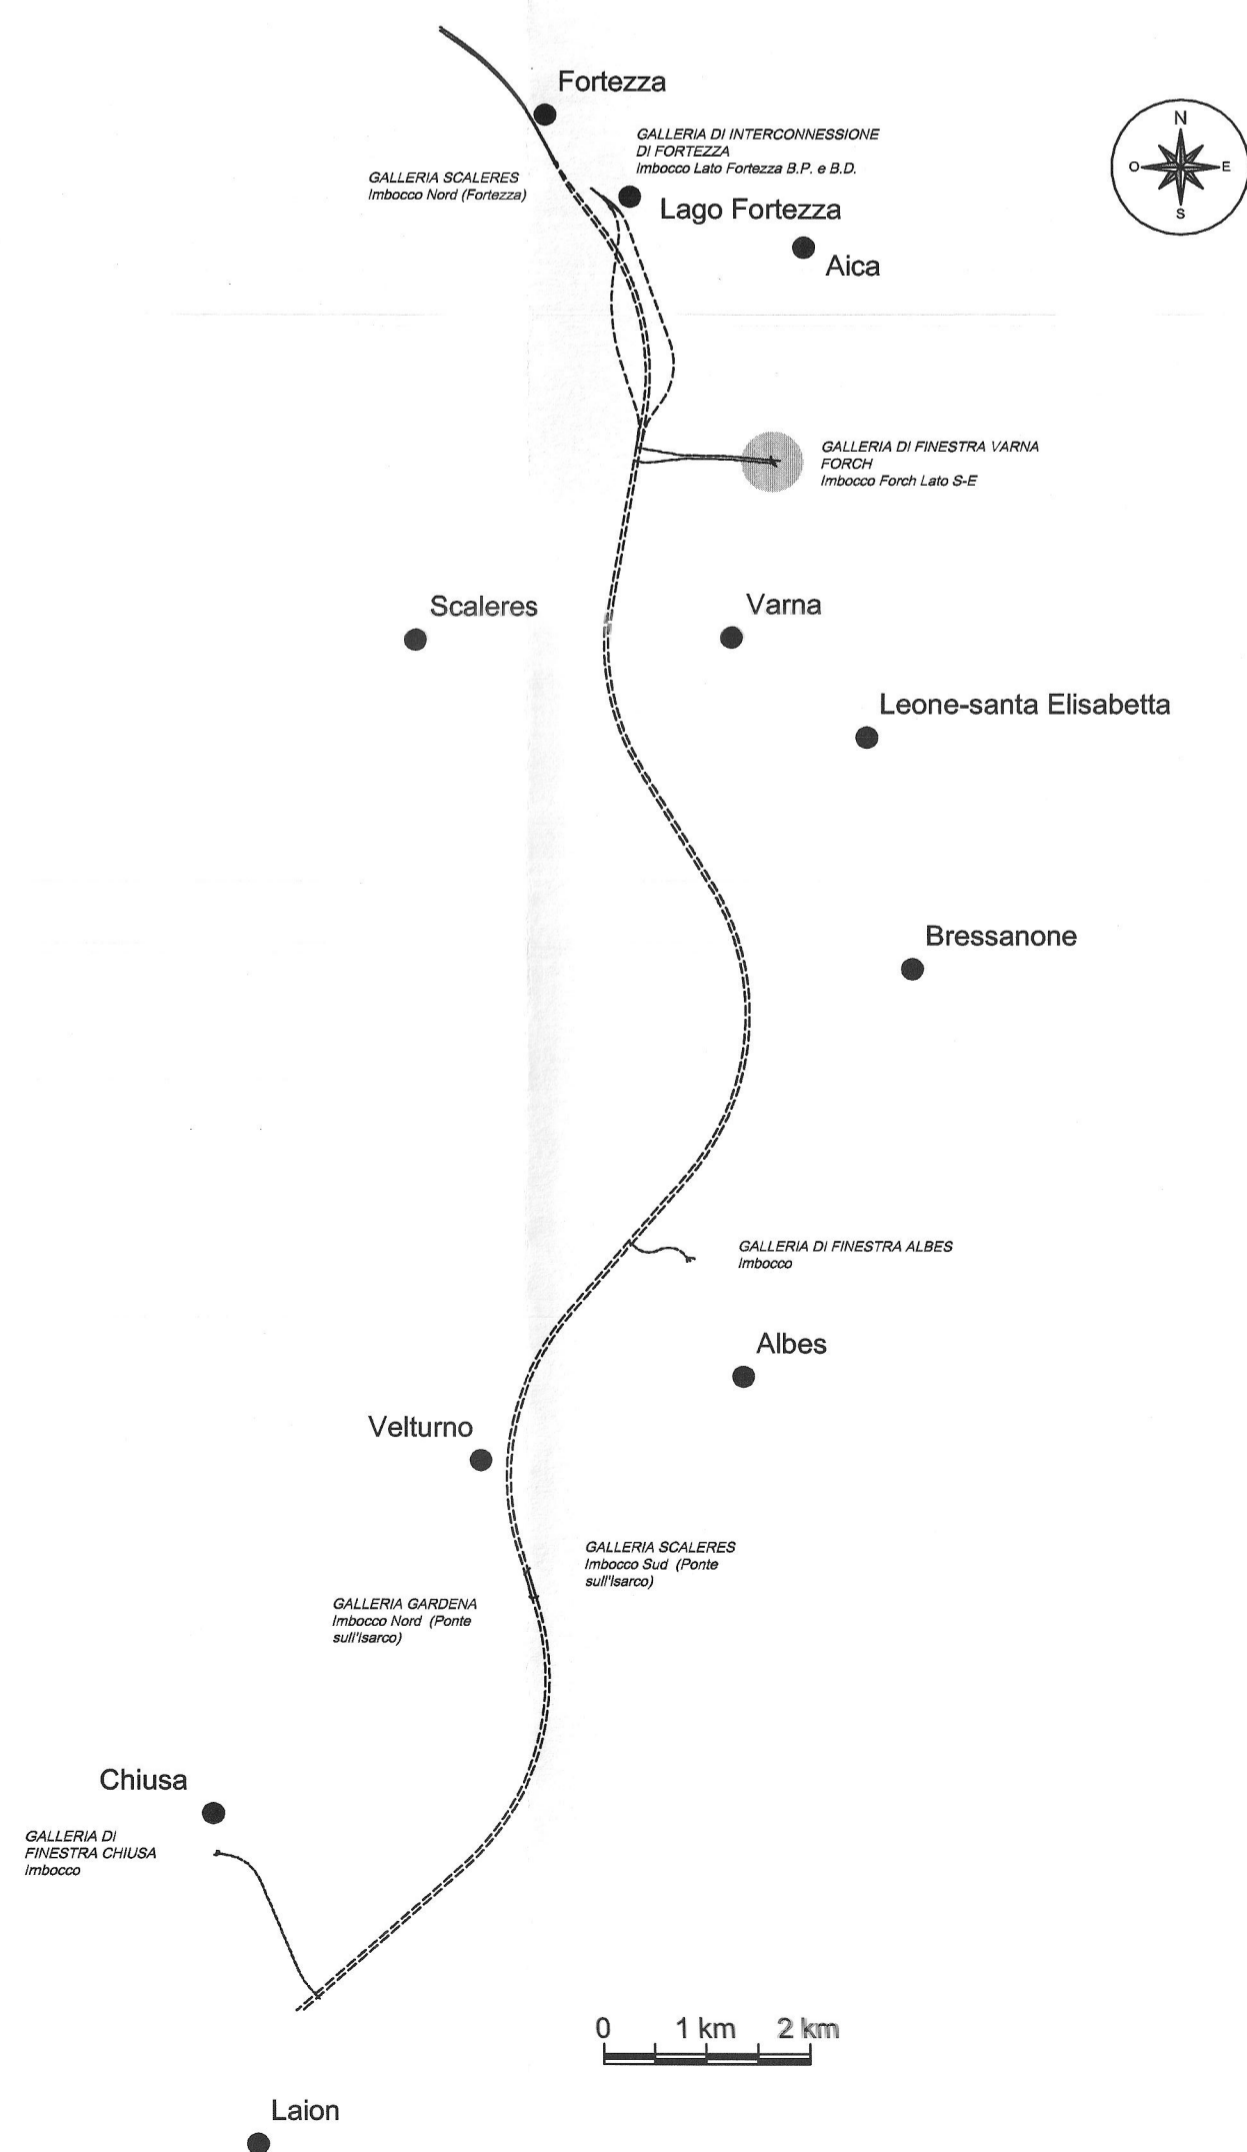 Fortezza
GALLERIA DI INTERCONNESSIONE
DI FORTEZZA
Imbocco Lato Fortezza B.P. e B.D.
N
O
E
S
GALLERIA SCALERES
Imbocco Nord (Fortezza)
Lago Fortezza
Aica
GALLERIA DI FINESTRA VARNA
FORCH
Imbocco Forch Lato S-E
Scaleres
Varna
Leone-santa Elisabetta
Bressanone
GALLERIA DI FINESTRA ALBES
Imbocco
Albes
Velturno
GALLERIA SCALERES
Imbocco Sud (Ponte
sull'Isarco)
GALLERIA GARDENA
Imbocco Nord (Ponte
sull'Isarco)
Chiusa
GALLERIA DI
FINESTRA CHIUSA
Imbocco
0 1 km 2 km
Laion